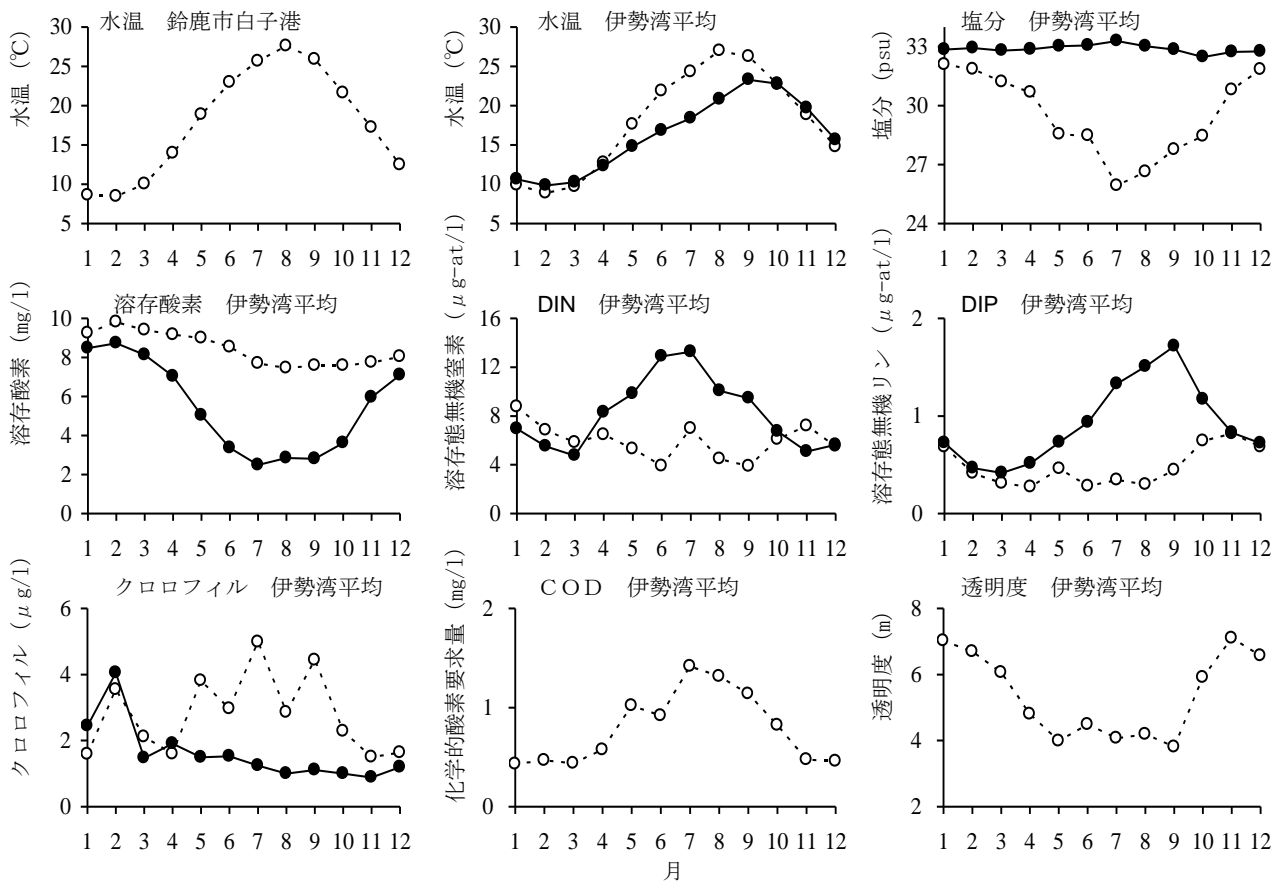 水温　鈴鹿市白子港
水温 (℃)
30
25
20
15
10
5
1 2 3 4 5 6 7 8 9 10 11 12
水温　伊勢湾平均
水温 (℃)
30
25
20
15
10
5
1 2 3 4 5 6 7 8 9 10 11 12
塩分　伊勢湾平均
塩分 (psu)
33
30
27
24
1 2 3 4 5 6 7 8 9 10 11 12
溶存酸素　伊勢湾平均
溶存酸素 (mg/l)
10
8
6
4
2
0
1 2 3 4 5 6 7 8 9 10 11 12
DIN　伊勢湾平均
溶存態無機窒素 (μg-at/l)
16
12
8
4
0
1 2 3 4 5 6 7 8 9 10 11 12
DIP　伊勢湾平均
溶存態無機リン (μg-at/l)
2
1
0
1 2 3 4 5 6 7 8 9 10 11 12
クロロフィル　伊勢湾平均
クロロフィル (μg/l)
6
4
2
0
1 2 3 4 5 6 7 8 9 10 11 12
ＣＯＤ　伊勢湾平均
化学的酸素要求量 (mg/l)
2
1
0
1 2 3 4 5 6 7 8 9 10 11 12
月
透明度　伊勢湾平均
透明度 (m)
8
6
4
2
1 2 3 4 5 6 7 8 9 10 11 12